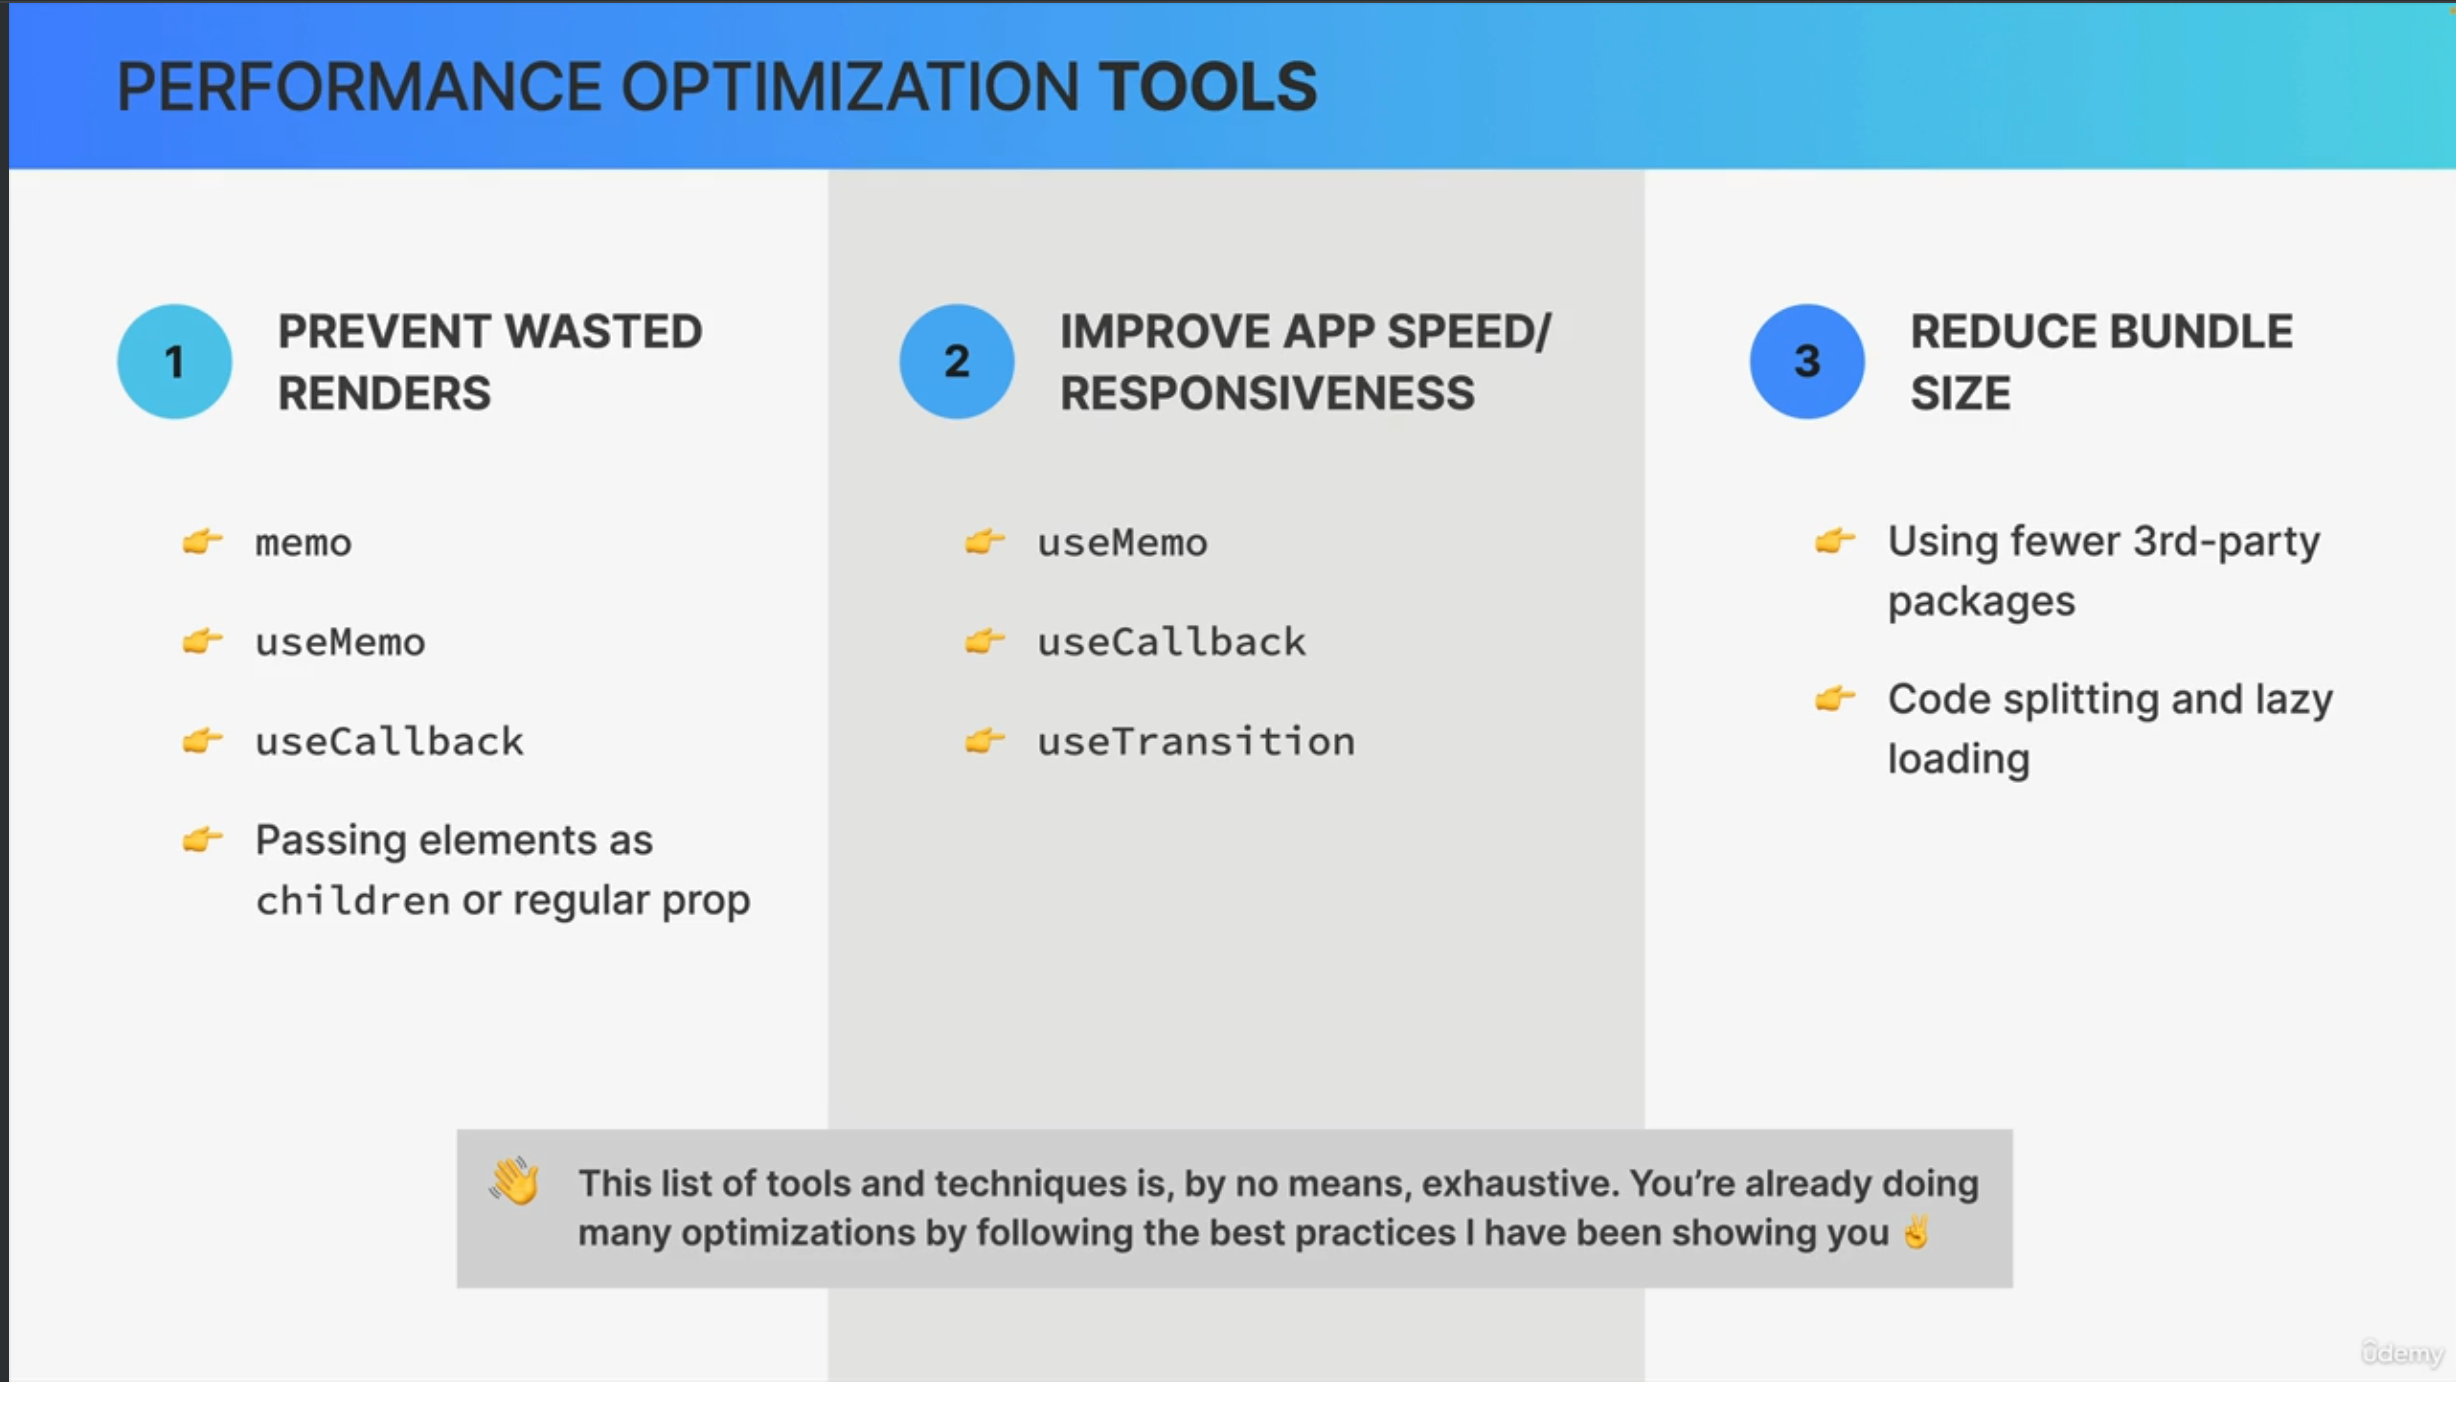 PERFORMANCE OPTIMIZATION TOOLS
1
PREVENT WASTED
RENDERS
👉 memo
👉 useMemo
👉 useCallback
👉 Passing elements as
children or regular prop
2
IMPROVE APP SPEED/
RESPONSIVENESS
👉 useMemo
👉 useCallback
👉 useTransition
3
REDUCE BUNDLE
SIZE
👉 Using fewer 3rd-party
packages
👉 Code splitting and lazy
loading
👋 This list of tools and techniques is, by no means, exhaustive. You’re already doing
many optimizations by following the best practices I have been showing you ✌️
ûdemy